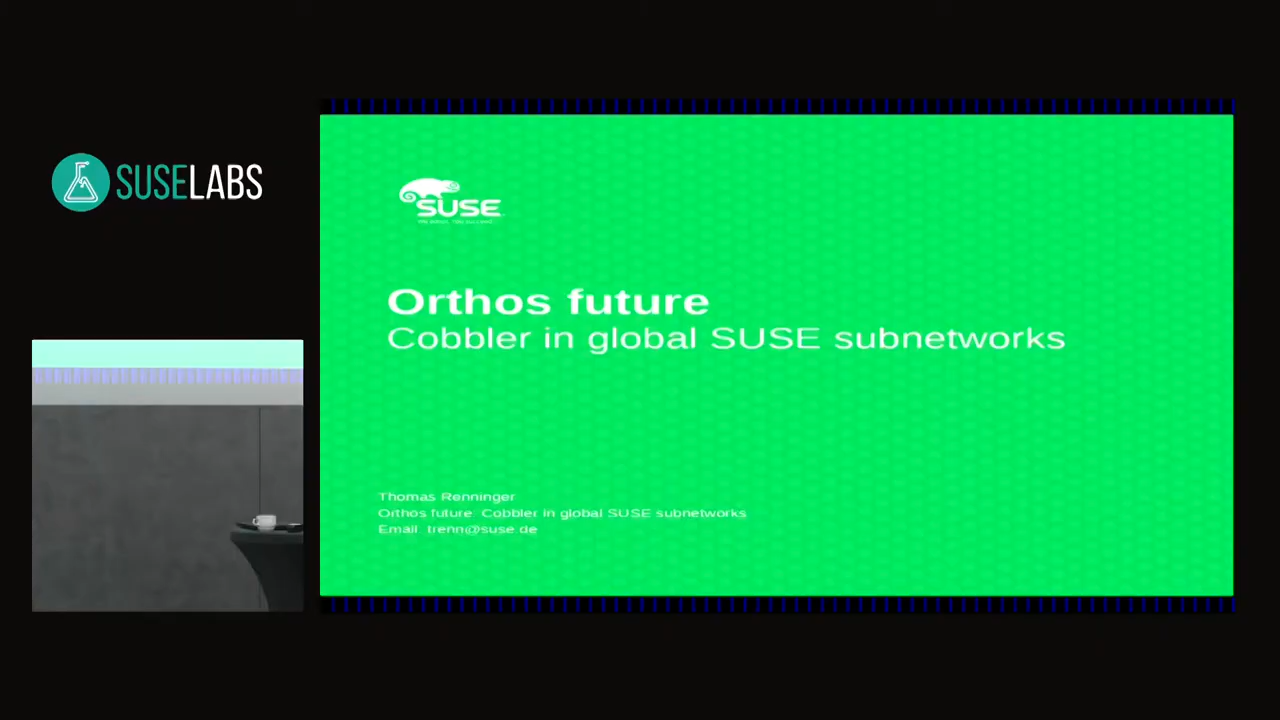 SUSELABS
SUSE
Orthos future
Cobbler in global SUSE subnetworks
Thomas Renninger
Orthos future: Cobbler in global SUSE subnetworks
Email: trenn@suse.de